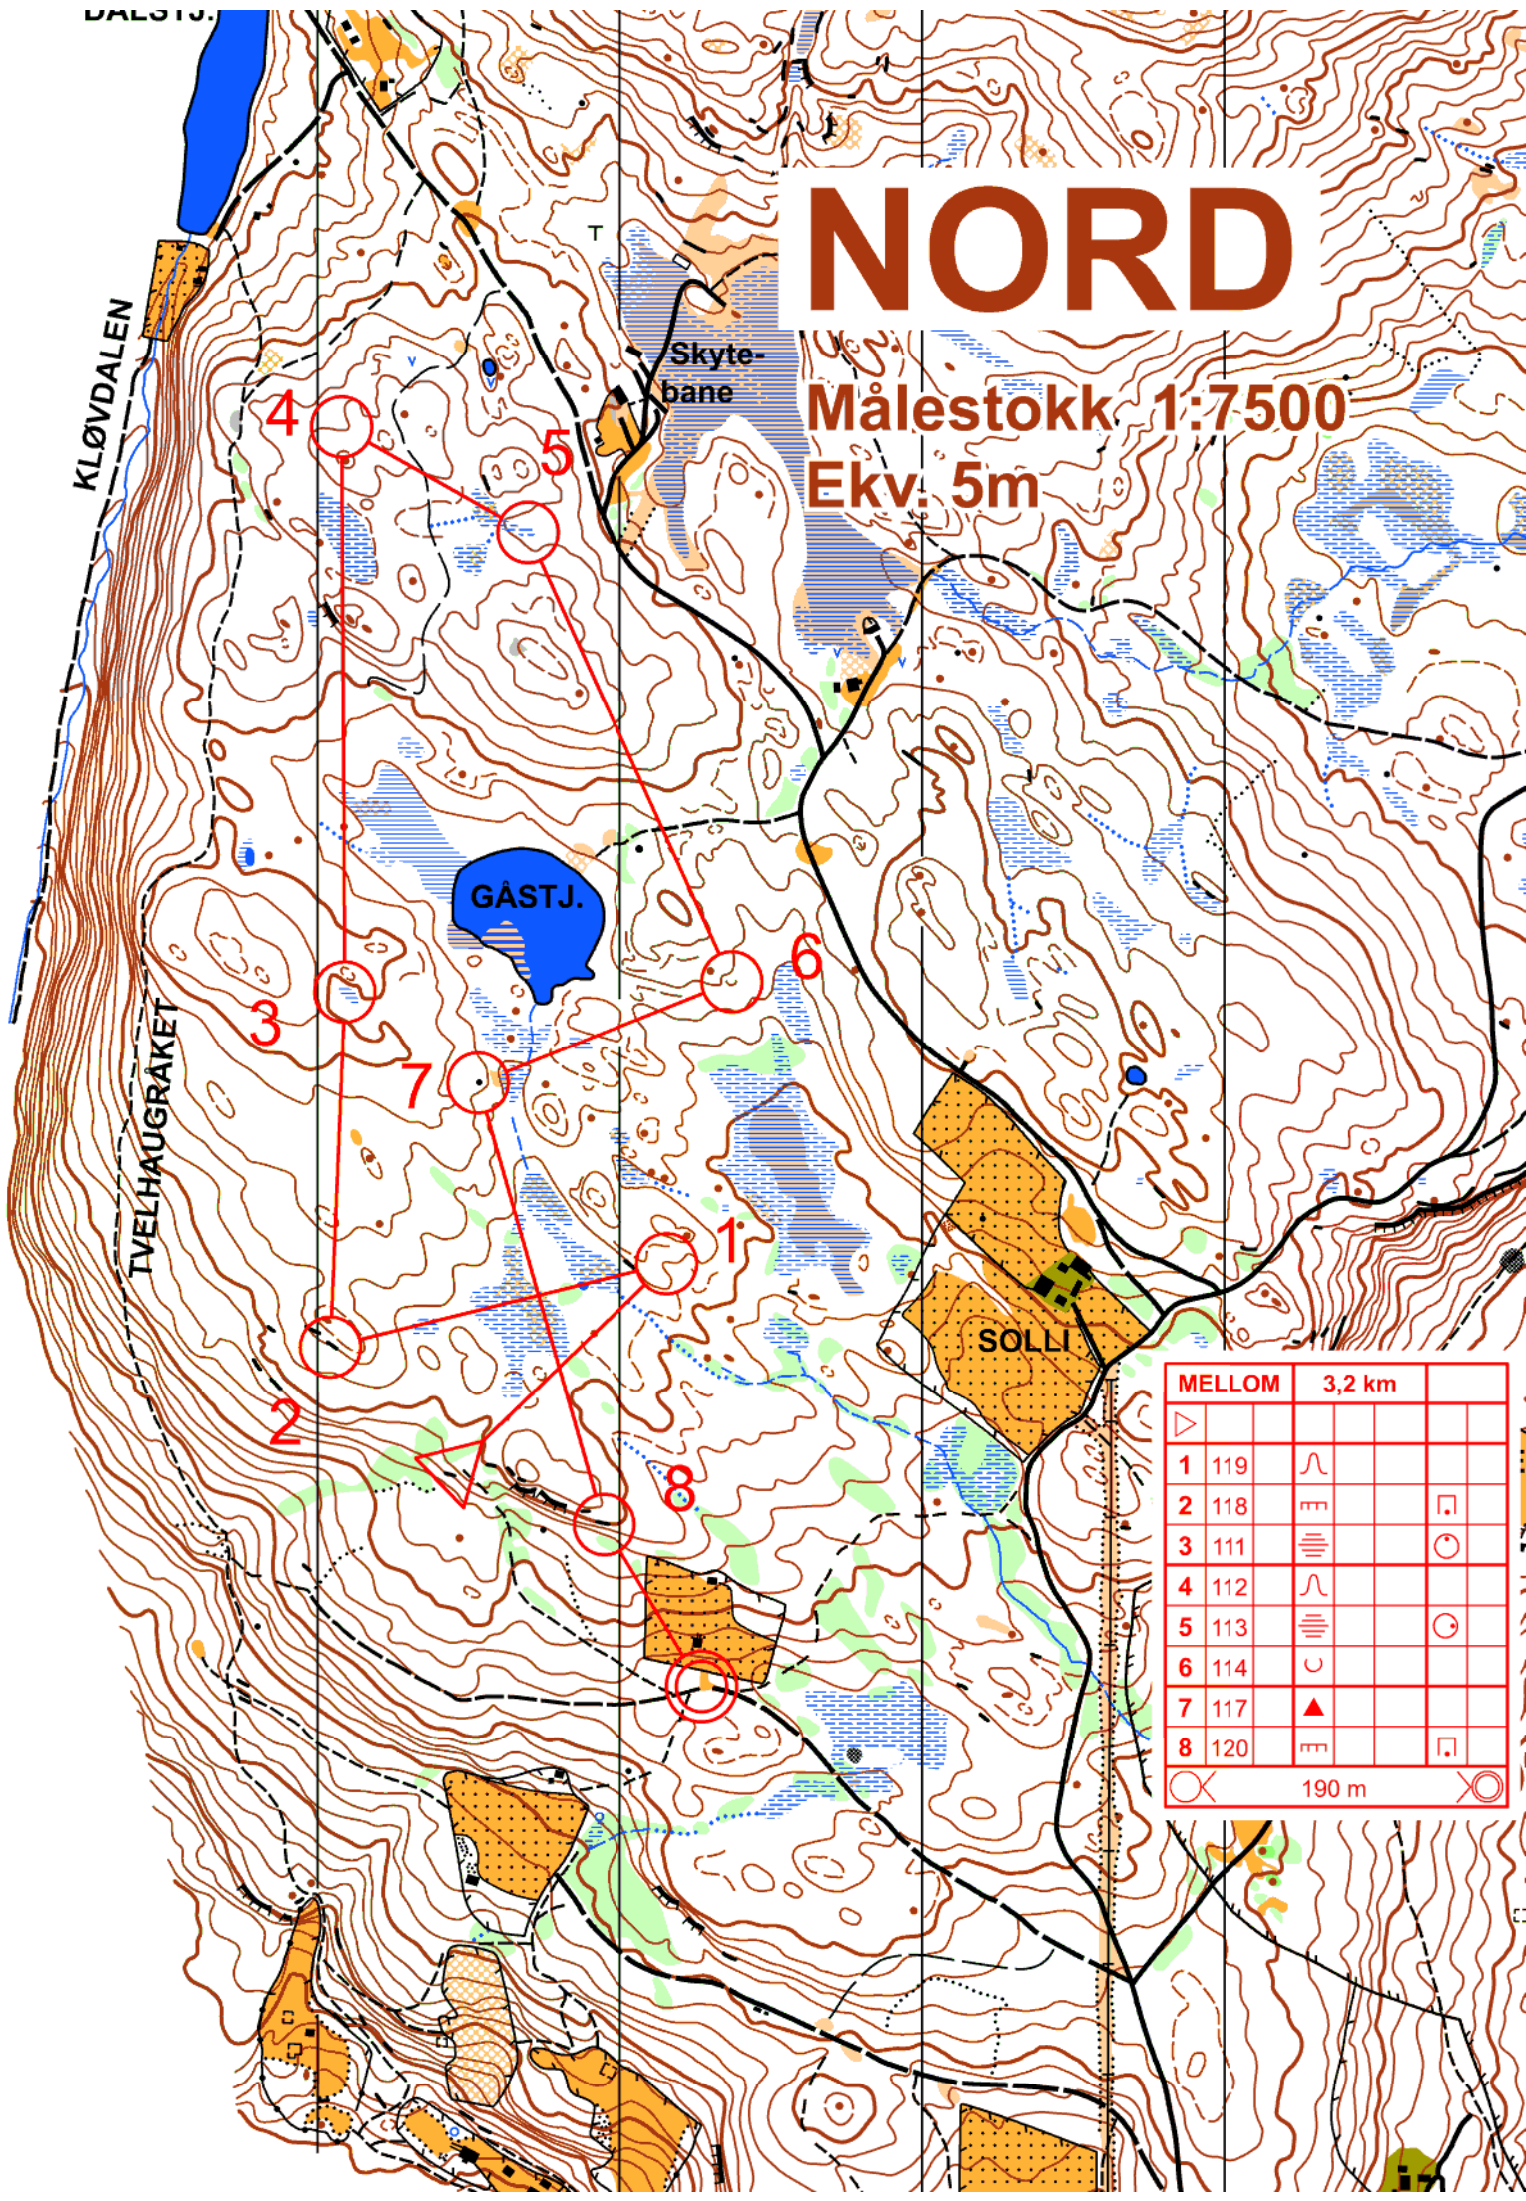 DALSTJ.
NORD
KLØVDALEN
Skyte-
bane
Målestokk 1:7500
Ekv. 5m
4
5
GÅSTJ.
6
3
7
TVELHAUGRÅKET
1
SOLLI
2
8
MELLOM 3,2 km
1 119
2 118
3 111
4 112
5 113
6 114
7 117
8 120
190 m